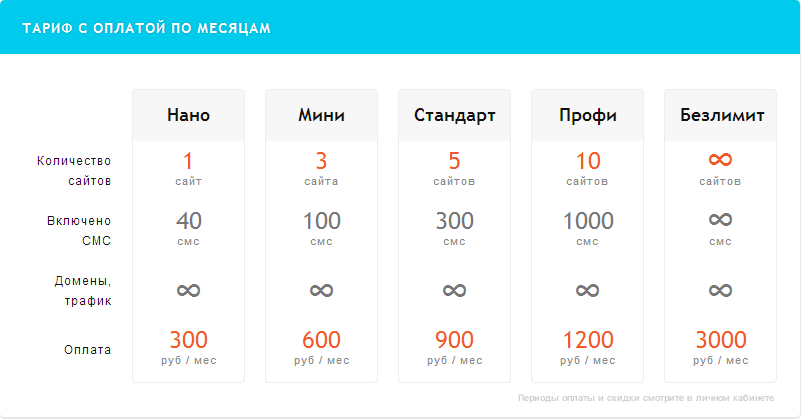 ТАРИФ С ОПЛАТОЙ ПО МЕСЯЦАМ
Нано Мини Стандарт Профи Безлимит
Количество сайтов 1 3 5 10 ∞
сайт сайта сайтов сайтов сайтов
Включено СМС 40 100 300 1000 ∞
смс смс смс смс смс
Домены, трафик ∞ ∞ ∞ ∞ ∞
Оплата 300 600 900 1200 3000
руб / мес руб / мес руб / мес руб / мес руб / мес
Периоды оплаты и скидки смотрите в личном кабинете